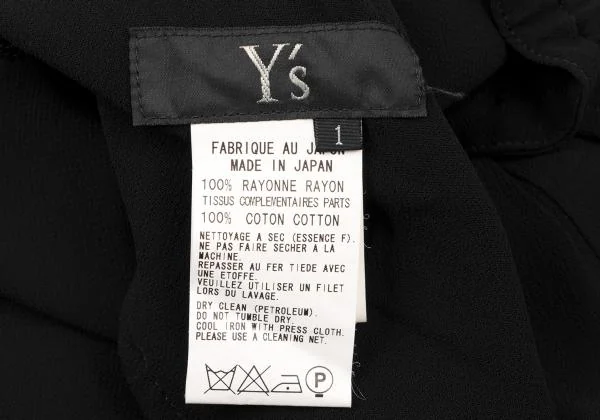 Y's
1
FABRIQUE AU JAPON
MADE IN JAPAN
100% RAYONNE RAYON
TISSUS COMPLEMENTAIRES PARTS
100% COTON COTTON
NETTOYAGE A SEC (ESSENCE F).
NE PAS FAIRE SECHER A LA
MACHINE.
REPASSER AU FER TIEDE AVEC
UNE ETOFFE.
VEUILLEZ UTILISER UN FILET
LORS DU LAVAGE.
DRY CLEAN (PETROLEUM).
DO NOT TUMBLE DRY.
COOL IRON WITH PRESS CLOTH.
PLEASE USE A CLEANING NET.
P